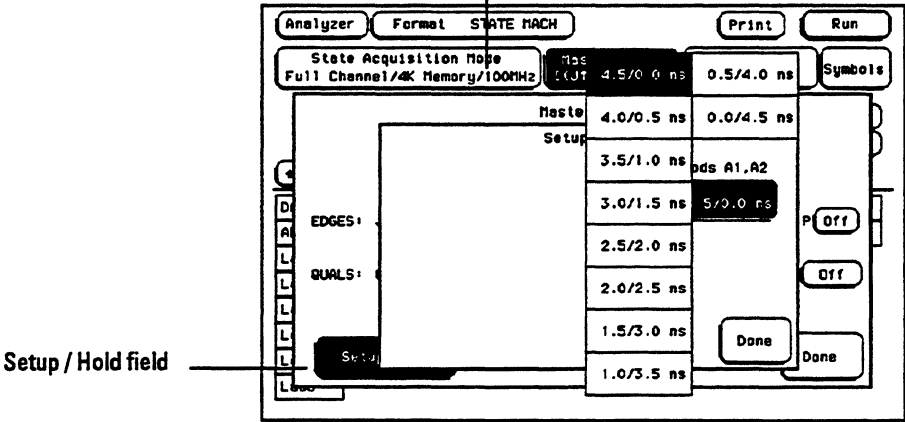 Analyzer Format STATE MACH Print Run
State Acquisition Mode
Full Channel/4K Memory/100MHz
Mas
Symbols
4.5/0.0 ns 0.5/4.0 ns
Maste 4.0/0.5 ns 0.0/4.5 ns
Setup
3.5/1.0 ns ods A1,A2
3.0/1.5 ns 5/0.0 ns
EDGES: P Off
2.5/2.0 ns
QUALS: 2.0/2.5 ns Off
1.5/3.0 ns Done
Setu Done
1.0/3.5 ns
Setup / Hold field